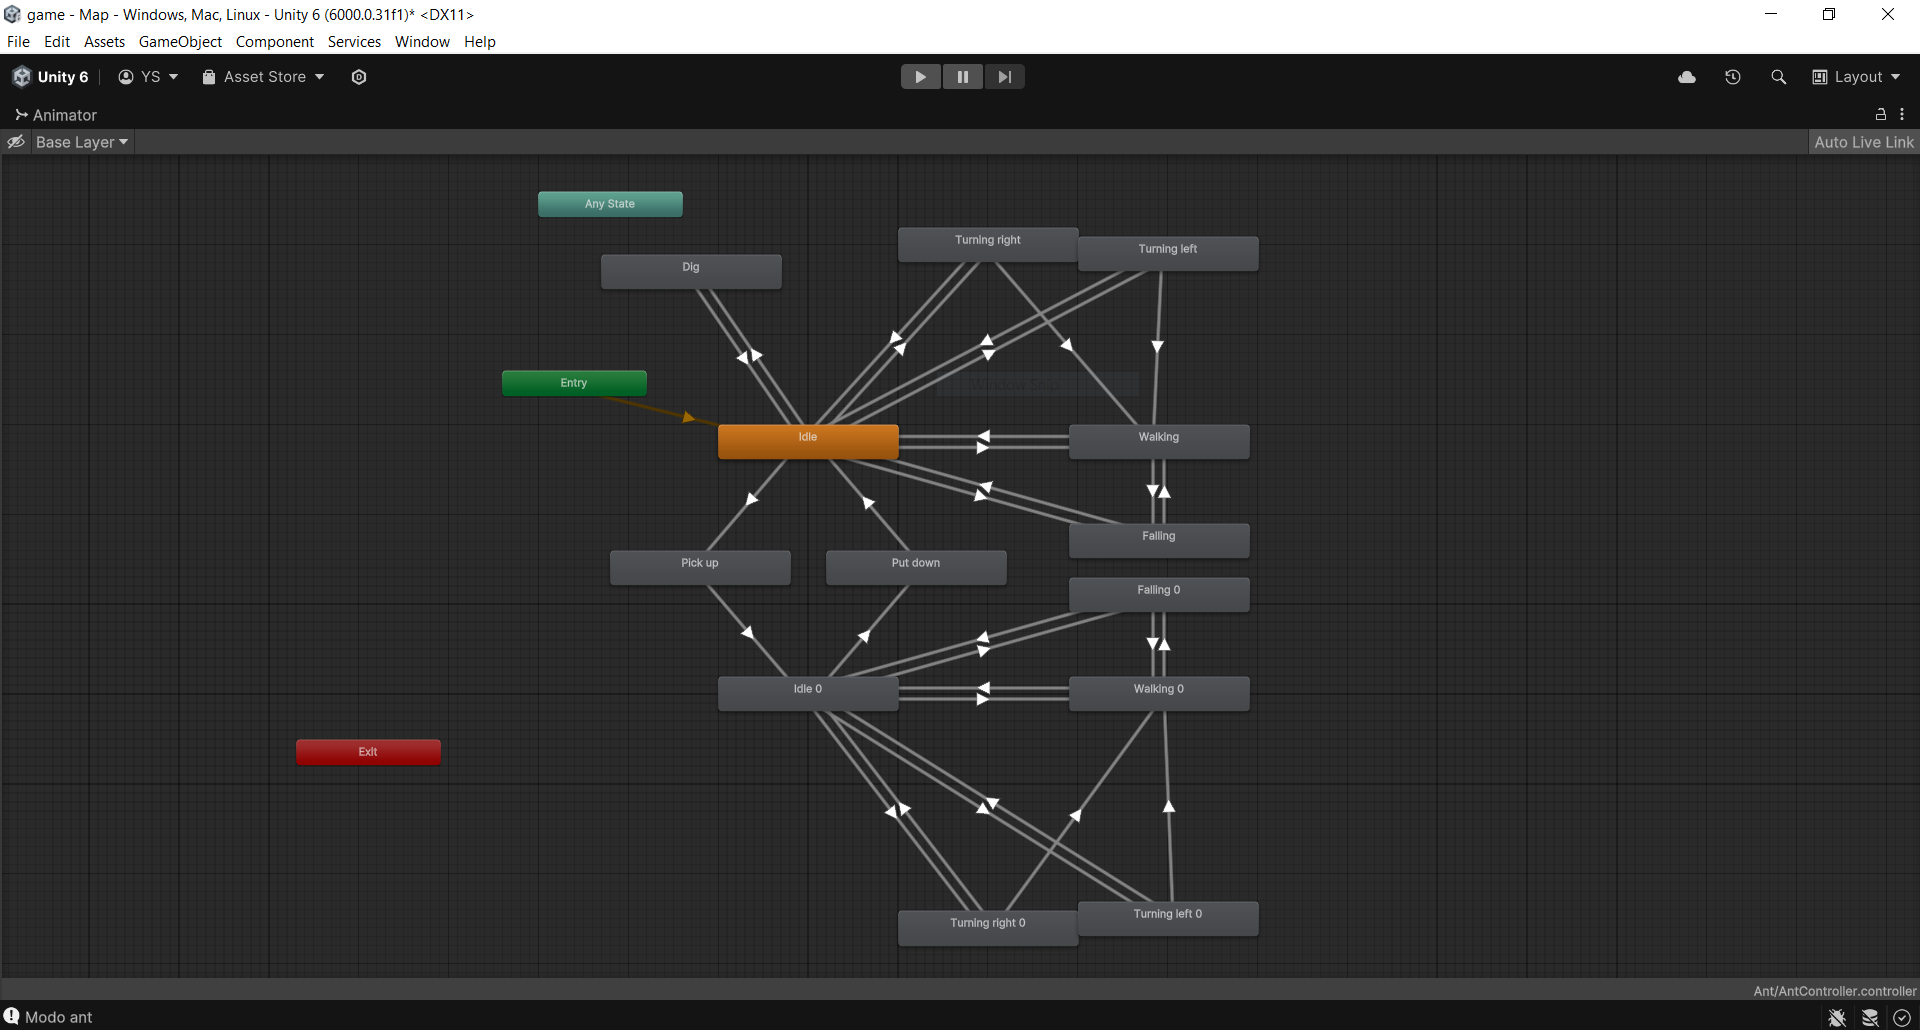 game - Map - Windows, Mac, Linux - Unity 6 (6000.0.31f1)* <DX11>
File Edit Assets GameObject Component Services Window Help
Unity 6 YS Asset Store Layout
Animator
Base Layer Auto Live Link
Any State
Turning right
Turning left
Dig
Entry
Idle
Walking
Falling
Pick up
Put down
Falling 0
Idle 0
Walking 0
Exit
Turning left 0
Turning right 0
Ant/AntController.controller
Modo ant